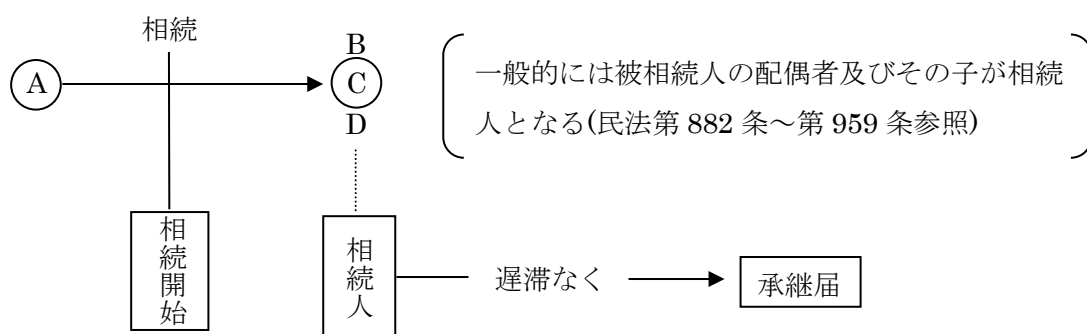 相続
A
B
C
D
一般的には被相続人の配偶者及びその子が相続
人となる(民法第 882 条～第 959 条参照)
相続開始
相続人
遅滞なく
承継届